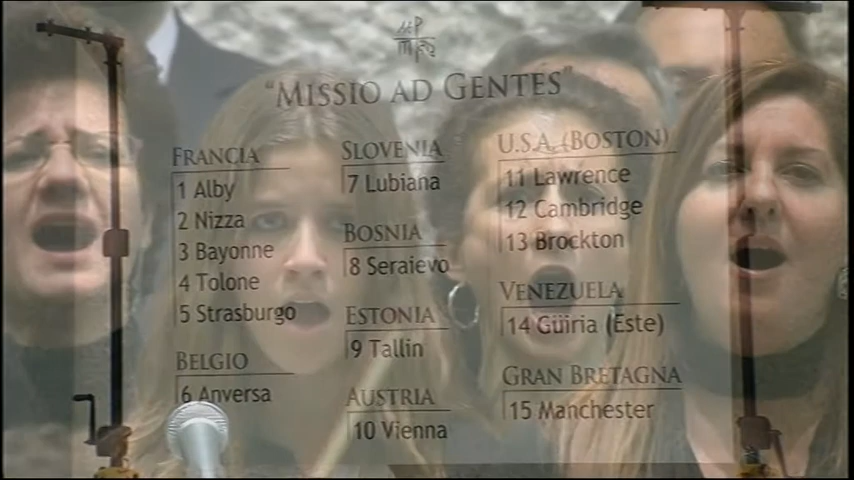 "MISSIO AD GENTES"
FRANCIA
1 Alby
2 Nizza
3 Bayonne
4 Tolone
5 Strasburgo
BELGIO
6 Anversa
SLOVENIA
7 Lubiana
BOSNIA
8 Seraievo
ESTONIA
9 Tallin
AUSTRIA
10 Vienna
U.S.A. (BOSTON)
11 Lawrence
12 Cambridge
13 Brockton
VENEZUELA
14 Güiria (Este)
GRAN BRETAGNA
15 Manchester